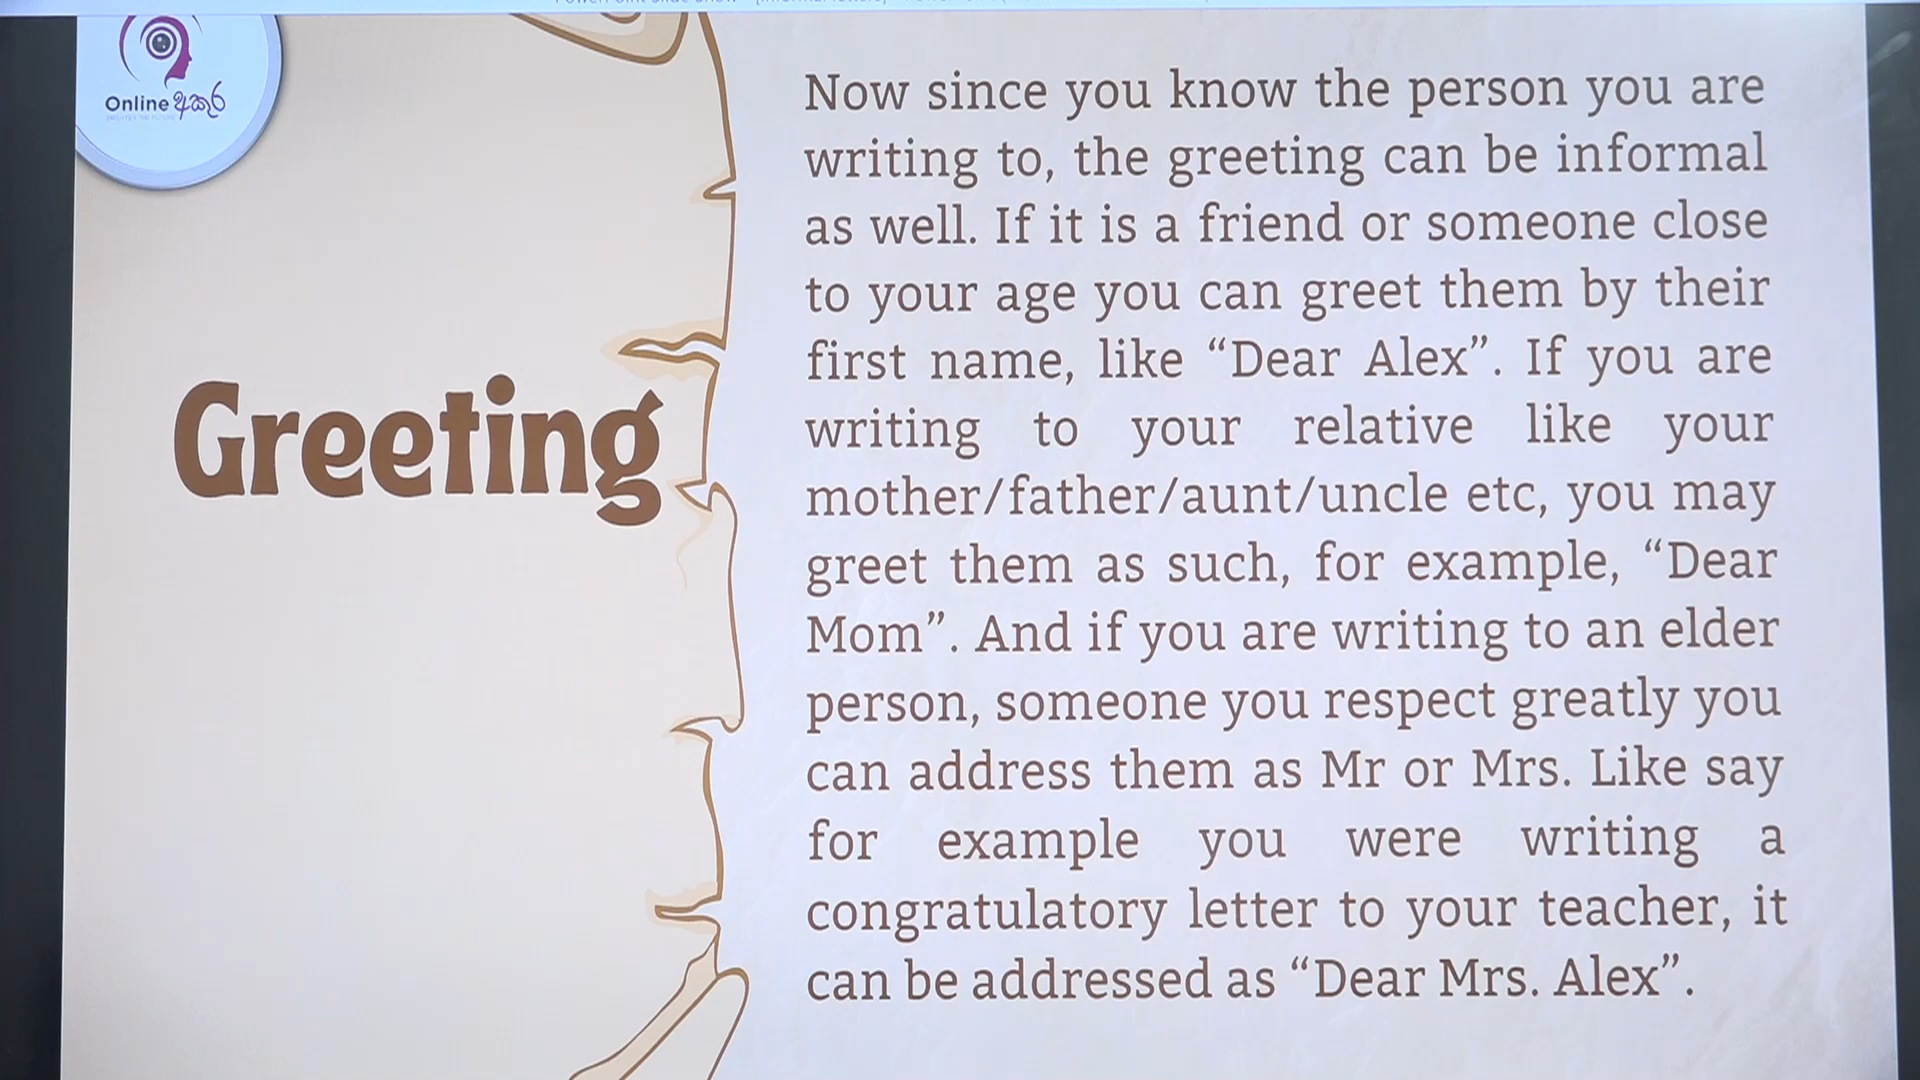 Online අකුර
Greeting
Now since you know the person you are
writing to, the greeting can be informal
as well. If it is a friend or someone close
to your age you can greet them by their
first name, like “Dear Alex”. If you are
writing to your relative like your
mother/father/aunt/uncle etc, you may
greet them as such, for example, “Dear
Mom”. And if you are writing to an elder
person, someone you respect greatly you
can address them as Mr or Mrs. Like say
for example you were writing a
congratulatory letter to your teacher, it
can be addressed as “Dear Mrs. Alex”.